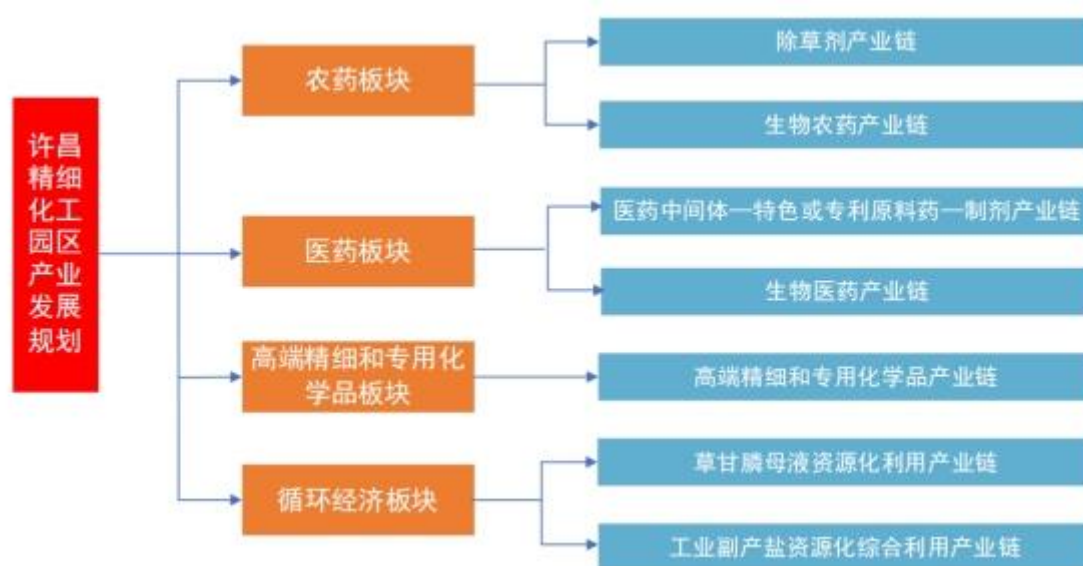 许昌
精细
化工
园区
产业
发展
规划
农药板块
除草剂产业链
生物农药产业链
医药板块
医药中间体—特色或专利原料药—制剂产业链
生物医药产业链
高端精细和专用化
学品板块
高端精细和专用化学品产业链
循环经济板块
草甘膦母液资源化利用产业链
工业副产盐资源化综合利用产业链